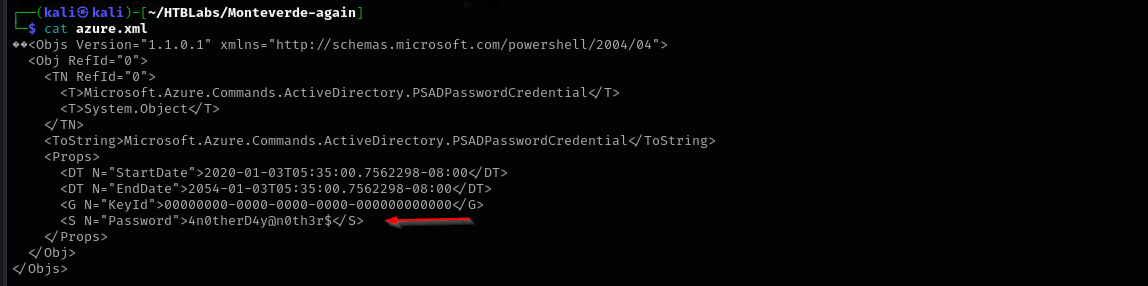 ┌──(kali㉿kali)-[~/HTBLabs/Monteverde-again]
└─$ cat azure.xml
��<Objs Version="1.1.0.1" xmlns="http://schemas.microsoft.com/powershell/2004/04">
  <Obj RefId="0">
    <TN RefId="0">
      <T>Microsoft.Azure.Commands.ActiveDirectory.PSADPasswordCredential</T>
      <T>System.Object</T>
    </TN>
    <ToString>Microsoft.Azure.Commands.ActiveDirectory.PSADPasswordCredential</ToString>
    <Props>
      <DT N="StartDate">2020-01-03T05:35:00.7562298-08:00</DT>
      <DT N="EndDate">2054-01-03T05:35:00.7562298-08:00</DT>
      <G N="KeyId">00000000-0000-0000-0000-000000000000</G>
      <S N="Password">4n0therD4y@n0th3r$</S>
    </Props>
  </Obj>
</Objs>